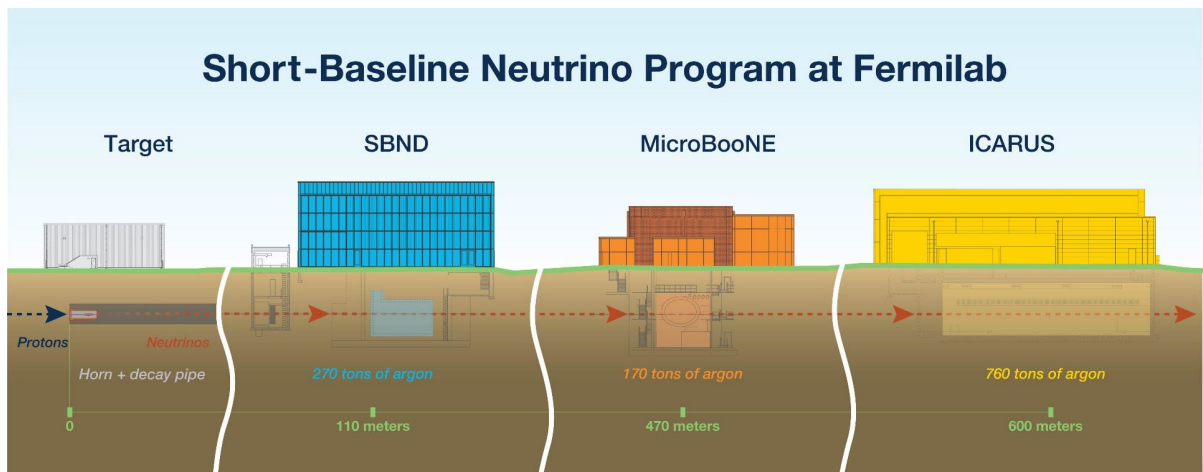 Short-Baseline Neutrino Program at Fermilab
Target
SBND
MicroBooNE
ICARUS
Protons
Neutrinos
Horn + decay pipe
270 tons of argon
170 tons of argon
760 tons of argon
0
110 meters
470 meters
600 meters